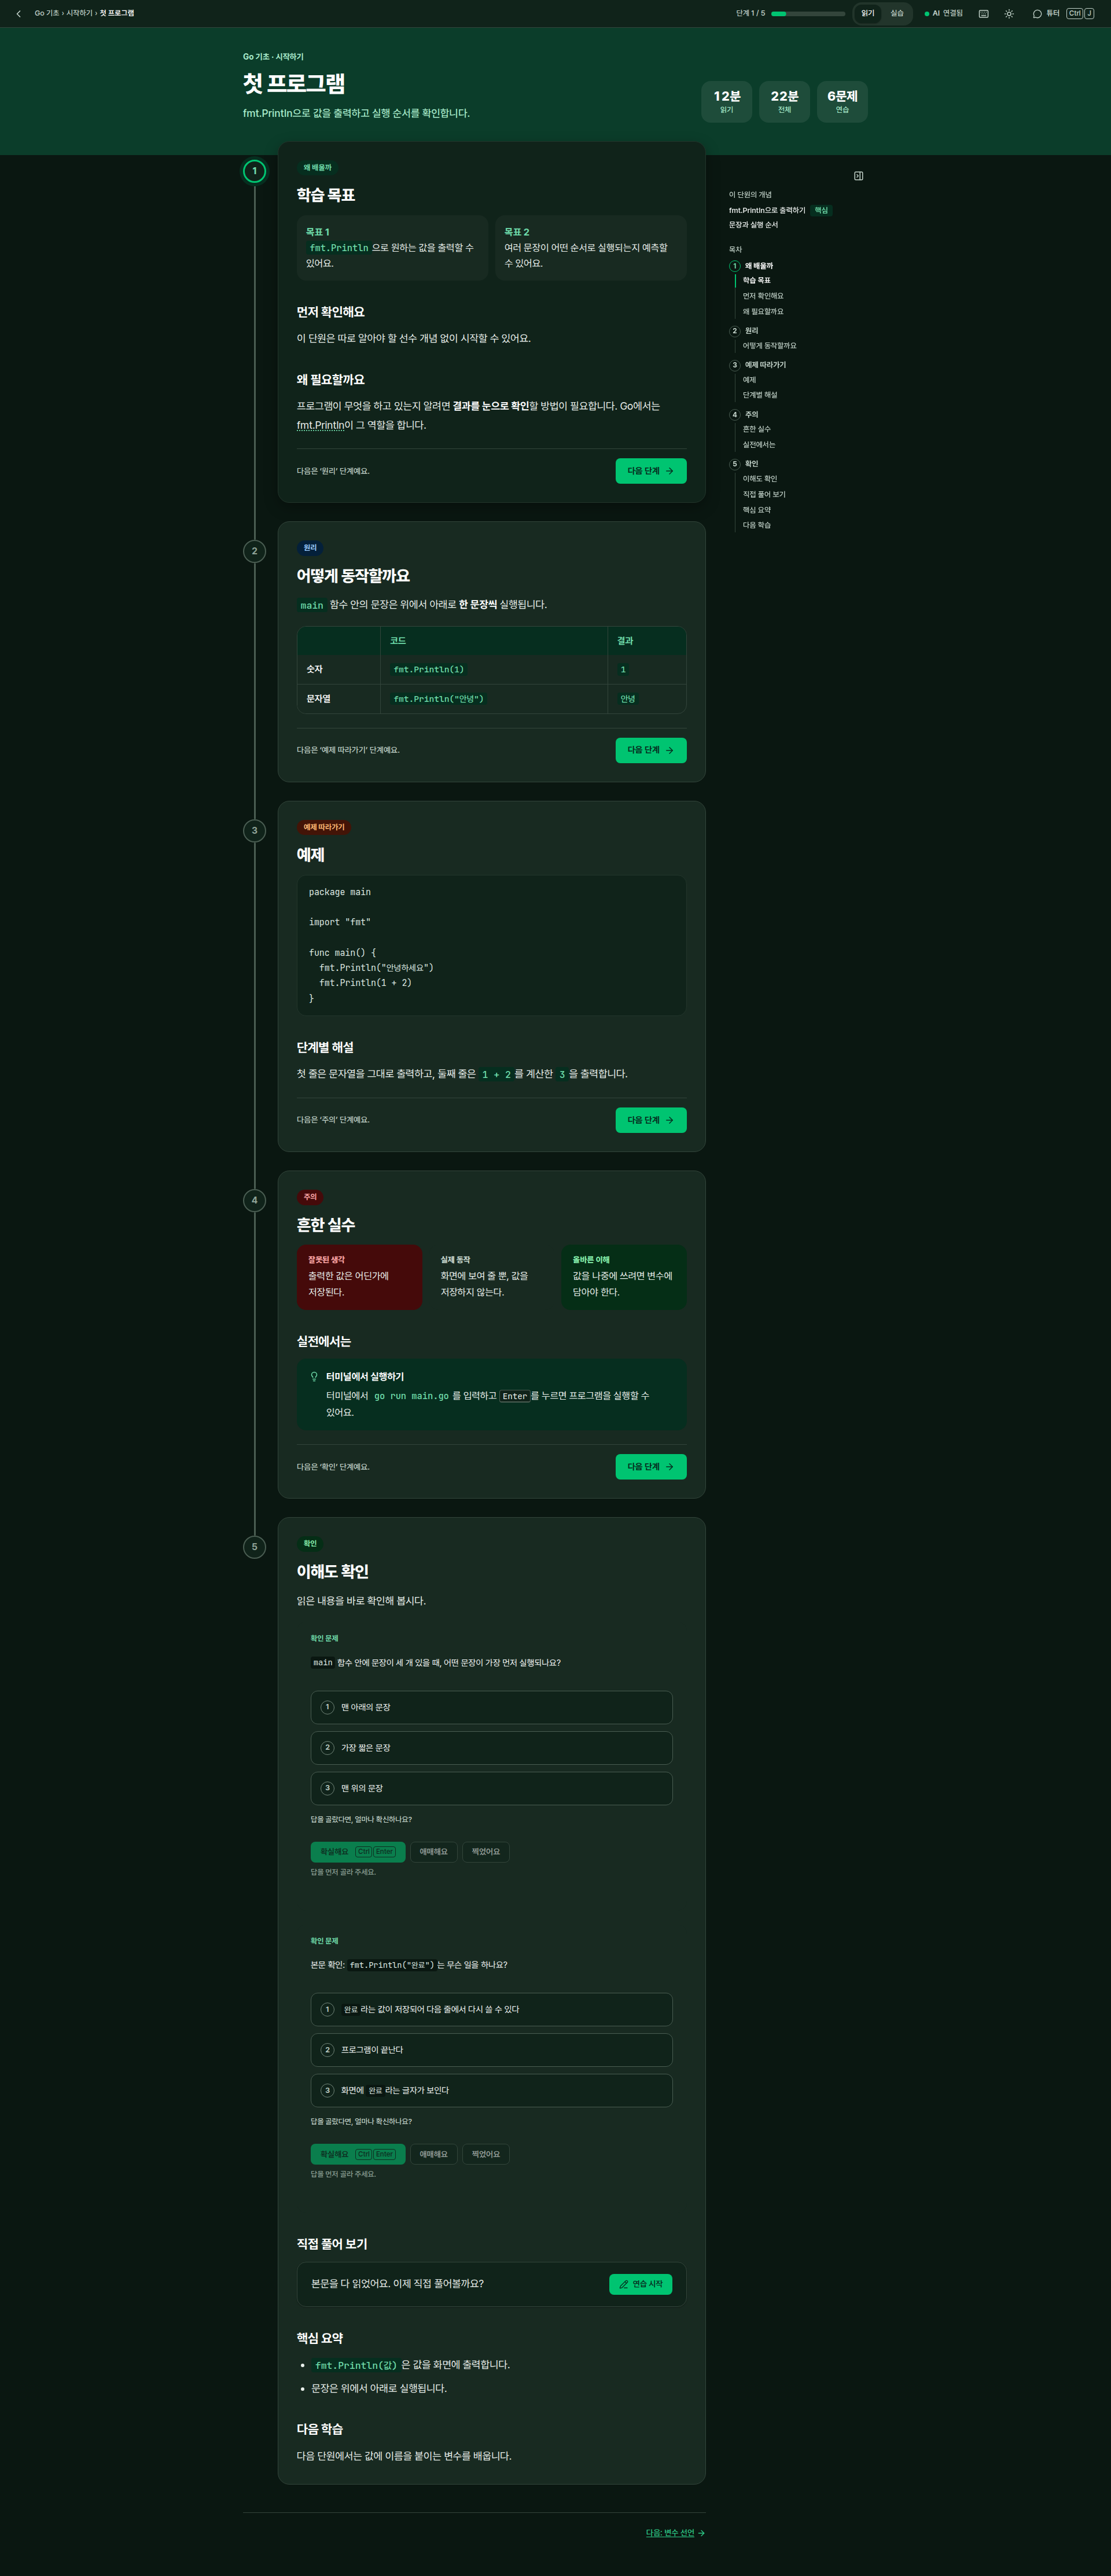 Go 기초 › 시작하기 › 첫 프로그램
단계 1 / 5
읽기
실습
AI 연결됨
튜터
Ctrl J
Go 기초 · 시작하기
첫 프로그램
fmt.Println으로 값을 출력하고 실행 순서를 확인합니다.
12분
읽기
22분
전체
6문제
연습
1
왜 배울까
학습 목표
목표 1
fmt.Println 으로 원하는 값을 출력할 수
있어요.
목표 2
여러 문장이 어떤 순서로 실행되는지 예측할
수 있어요.
먼저 확인해요
이 단원은 따로 알아야 할 선수 개념 없이 시작할 수 있어요.
왜 필요할까요
프로그램이 무엇을 하고 있는지 알려면 결과를 눈으로 확인할 방법이 필요합니다. Go에서는
fmt.Println이 그 역할을 합니다.
다음은 ‘원리’ 단계예요.
다음 단계 →
이 단원의 개념
fmt.Println으로 출력하기 핵심
문장과 실행 순서
목차
1 왜 배울까
학습 목표
먼저 확인해요
왜 필요할까요
2 원리
어떻게 동작할까요
3 예제 따라가기
예제
단계별 해설
4 주의
흔한 실수
실전에서는
5 확인
이해도 확인
직접 풀어 보기
핵심 요약
다음 학습
2
원리
어떻게 동작할까요
main 함수 안의 문장은 위에서 아래로 한 문장씩 실행됩니다.
코드 결과
숫자 fmt.Println(1) 1
문자열 fmt.Println("안녕") 안녕
다음은 ‘예제 따라가기’ 단계예요.
다음 단계 →
3
예제 따라가기
예제
package main
import "fmt"
func main() {
fmt.Println("안녕하세요")
fmt.Println(1 + 2)
}
단계별 해설
첫 줄은 문자열을 그대로 출력하고, 둘째 줄은 1 + 2 를 계산한 3 을 출력합니다.
다음은 ‘주의’ 단계예요.
다음 단계 →
4
주의
흔한 실수
잘못된 생각
출력한 값은 어딘가에
저장된다.
실제 동작
화면에 보여 줄 뿐, 값을
저장하지 않는다.
올바른 이해
값을 나중에 쓰려면 변수에
담아야 한다.
실전에서는
터미널에서 실행하기
터미널에서 go run main.go 를 입력하고 Enter 를 누르면 프로그램을 실행할 수
있어요.
다음은 ‘확인’ 단계예요.
다음 단계 →
5
확인
이해도 확인
읽은 내용을 바로 확인해 봅시다.
확인 문제
main 함수 안에 문장이 세 개 있을 때, 어떤 문장이 가장 먼저 실행되나요?
1 맨 아래의 문장
2 가장 짧은 문장
3 맨 위의 문장
답을 골랐다면, 얼마나 확신하나요?
확실해요 Ctrl Enter
애매해요
찍었어요
답을 먼저 골라 주세요.
확인 문제
본문 확인: fmt.Println("완료") 는 무슨 일을 하나요?
1 완료 라는 값이 저장되어 다음 줄에서 다시 쓸 수 있다
2 프로그램이 끝난다
3 화면에 완료 라는 글자가 보인다
답을 골랐다면, 얼마나 확신하나요?
확실해요 Ctrl Enter
애매해요
찍었어요
답을 먼저 골라 주세요.
직접 풀어 보기
본문을 다 읽었어요. 이제 직접 풀어볼까요?
연습 시작
핵심 요약
• fmt.Println(값) 은 값을 화면에 출력합니다.
• 문장은 위에서 아래로 실행됩니다.
다음 학습
다음 단원에서는 값에 이름을 붙이는 변수를 배웁니다.
다음: 변수 선언 →